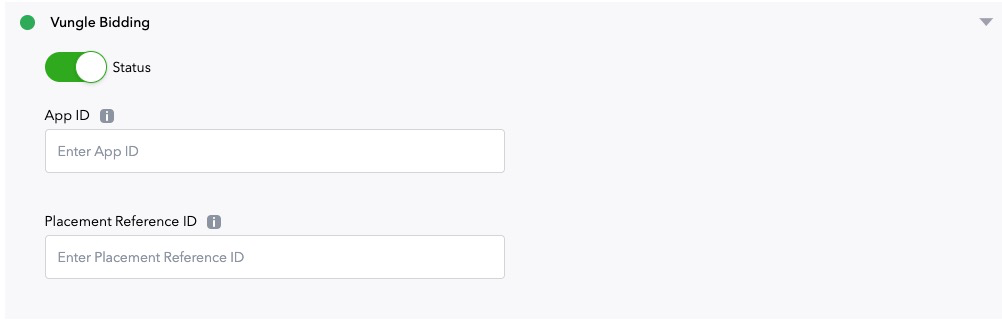 Vungle Bidding
Status
App ID i
Enter App ID
Placement Reference ID i
Enter Placement Reference ID